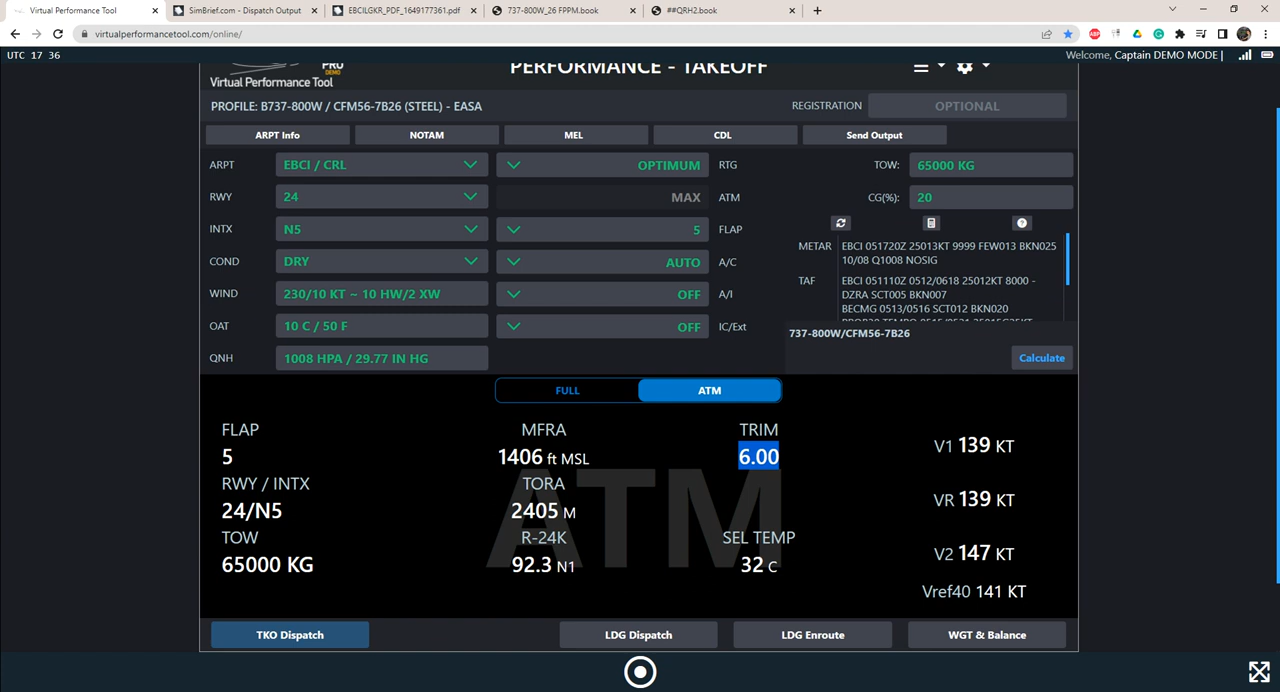 Virtual Performance Tool
SimBrief.com - Dispatch Output
EBCILGKR_PDF_1649177361.pdf
737-800W_26 FPPM.book
##QRH2.book
virtualperformancetool.com/online/
UTC 17 36
Welcome, Captain DEMO MODE |
PRO
DEMO
Virtual Performance Tool
PERFORMANCE - TAKEOFF
PROFILE: B737-800W / CFM56-7B26 (STEEL) - EASA
REGISTRATION
OPTIONAL
ARPT Info
NOTAM
MEL
CDL
Send Output
ARPT
EBCI / CRL
OPTIMUM
RTG
TOW:
65000 KG
RWY
24
MAX
ATM
CG(%):
20
INTX
N5
5
FLAP
COND
DRY
AUTO
A/C
WIND
230/10 KT ~ 10 HW/2 XW
OFF
A/I
OAT
10 C / 50 F
OFF
IC/Ext
QNH
1008 HPA / 29.77 IN HG
METAR
EBCI 051720Z 25013KT 9999 FEW013 BKN025
10/08 Q1008 NOSIG
TAF
EBCI 051110Z 0512/0618 25012KT 8000 -
DZRA SCT005 BKN007
BECMG 0513/0516 SCT012 BKN020
737-800W/CFM56-7B26
Calculate
FULL
ATM
FLAP
5
RWY / INTX
24/N5
TOW
65000 KG
MFRA
1406 ft MSL
TORA
2405 M
R-24K
92.3 N1
TRIM
6.00
SEL TEMP
32 C
ATM
V1 139 KT
VR 139 KT
V2 147 KT
Vref40 141 KT
TKO Dispatch
LDG Dispatch
LDG Enroute
WGT & Balance